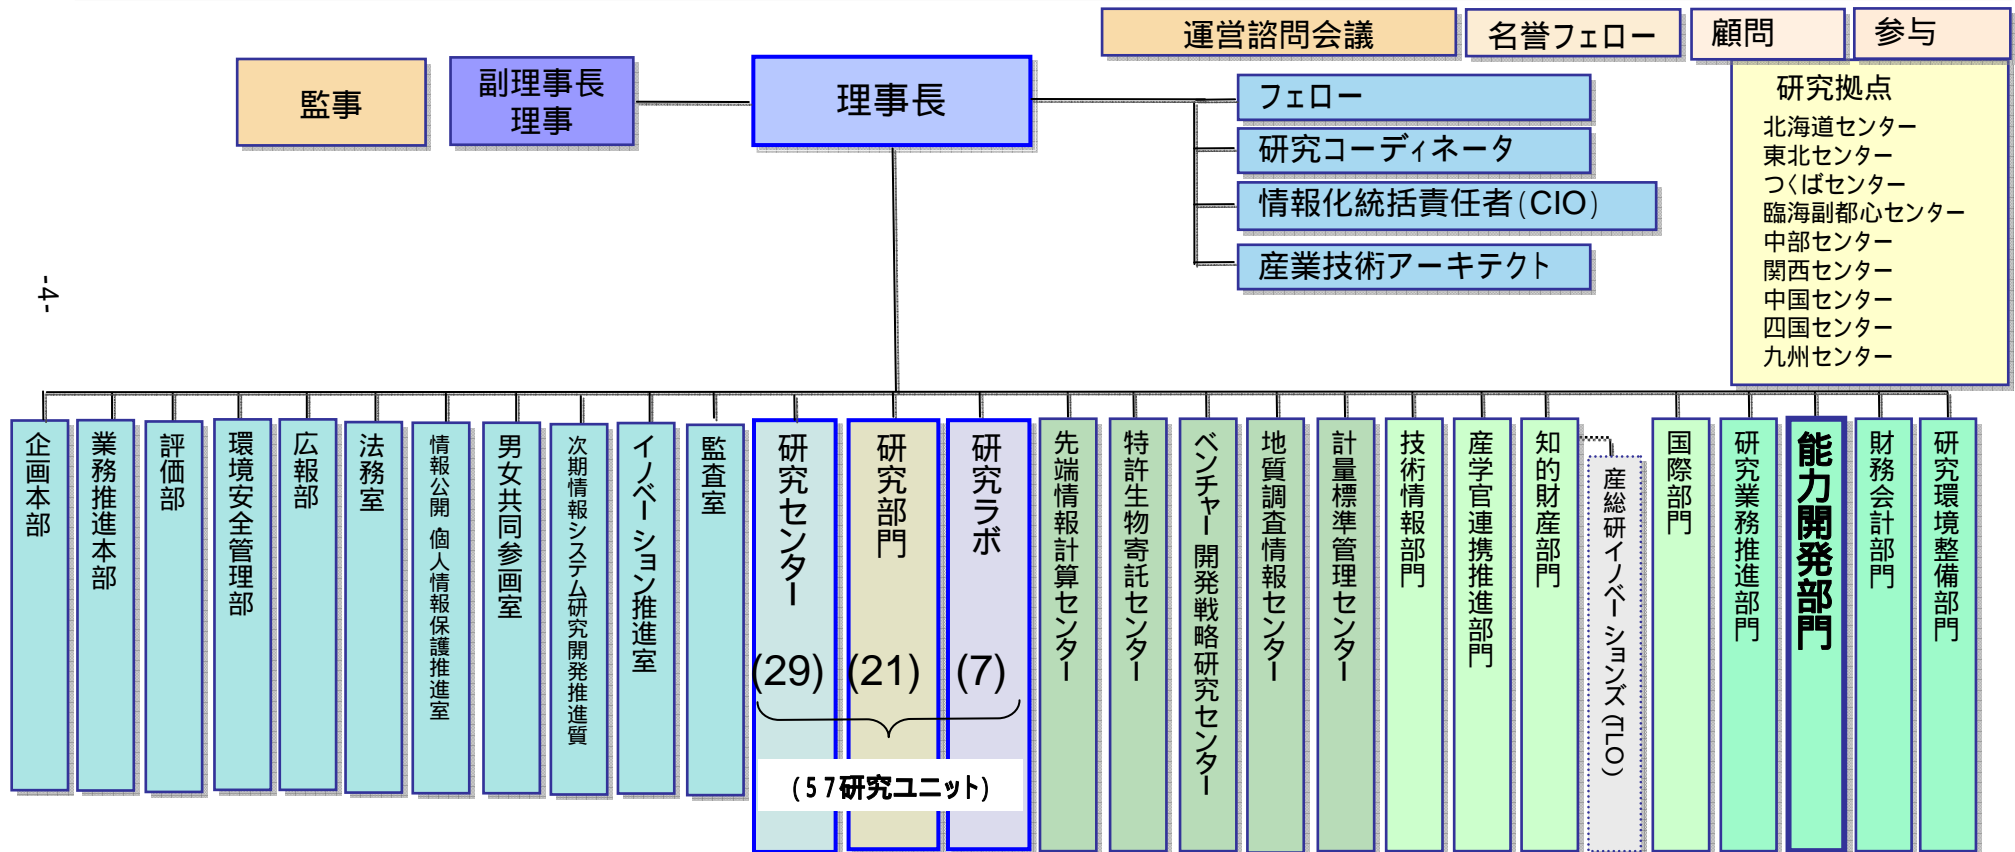 運営諮問会議
名誉フェロー
顧問
参与
監事
副理事長
理事
理事長
フェロー
研究コーディネータ
情報化統括責任者(CIO)
産業技術アーキテクト
研究拠点
北海道センター
東北センター
つくばセンター
臨海副都心センター
中部センター
関西センター
中国センター
四国センター
九州センター
-4-
企画本部
業務推進本部
評価部
環境安全管理部
広報部
法務室
情報公開 個人情報保護推進室
男女共同参画室
次期情報システム研究開発推進質
イノベーション推進室
監査室
研究センター
(29)
研究部門
(21)
研究ラボ
(7)
(57研究ユニット)
先端情報計算センター
特許生物寄託センター
ベンチャー開発戦略研究センター
地質調査情報センター
計量標準管理センター
技術情報部門
産学官連携推進部門
知的財産部門
産総研イノベーションズ(TLO)
国際部門
研究業務推進部門
能力開発部門
財務会計部門
研究環境整備部門